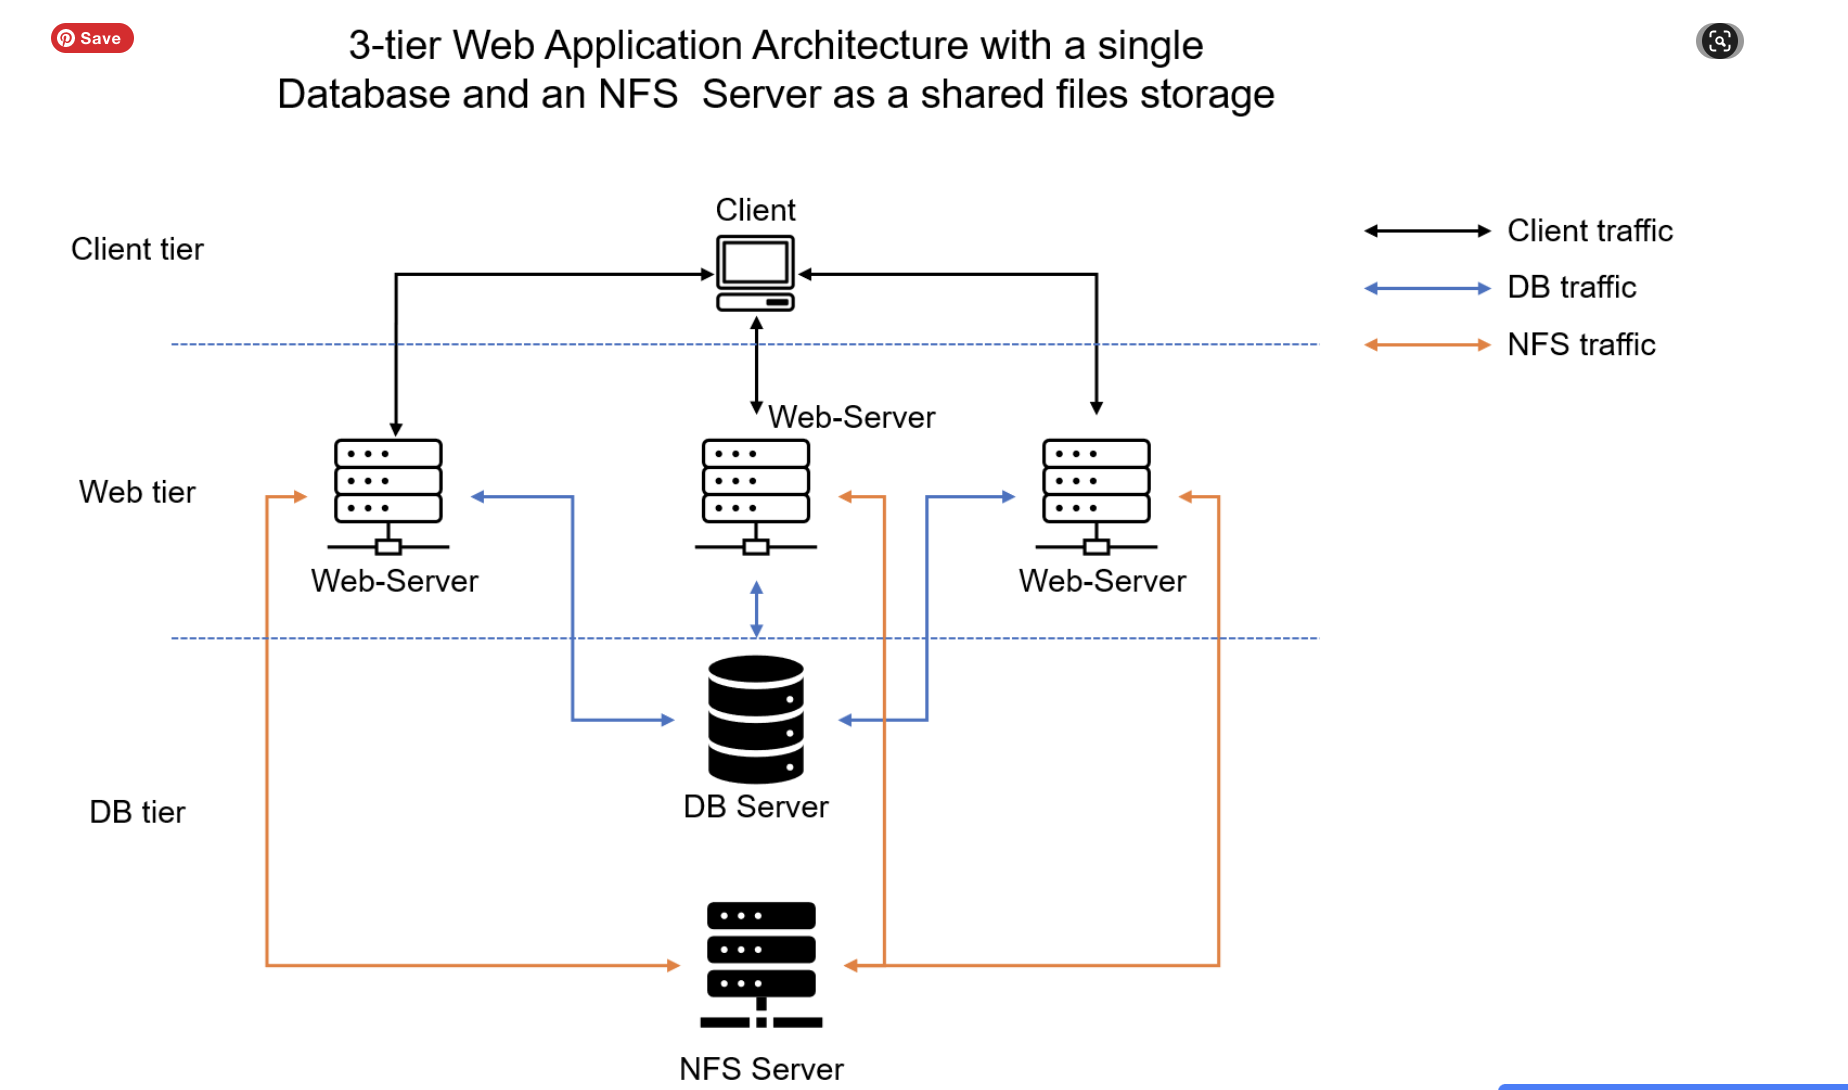 Save
3-tier Web Application Architecture with a single
Database and an NFS Server as a shared files storage
Client
Client tier
Client traffic
DB traffic
NFS traffic
Web-Server
Web tier
Web-Server
Web-Server
DB Server
DB tier
NFS Server